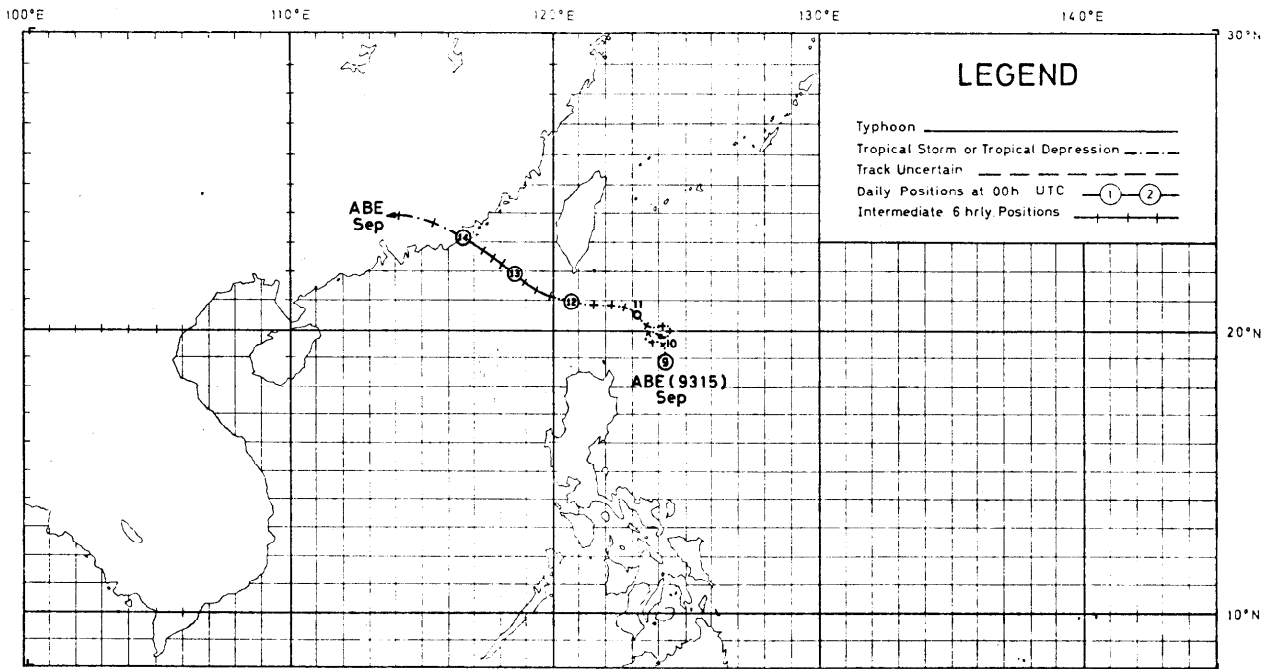 100°E 110°E 120°E 130°E 140°E
30°N
LEGEND
Typhoon
Tropical Storm or Tropical Depression
Track Uncertain
Daily Positions at 00h UTC 1 2
Intermediate 6 hrly. Positions
ABE
Sep
14
13
12
11
10
9
20°N
ABE (9315)
Sep
10°N